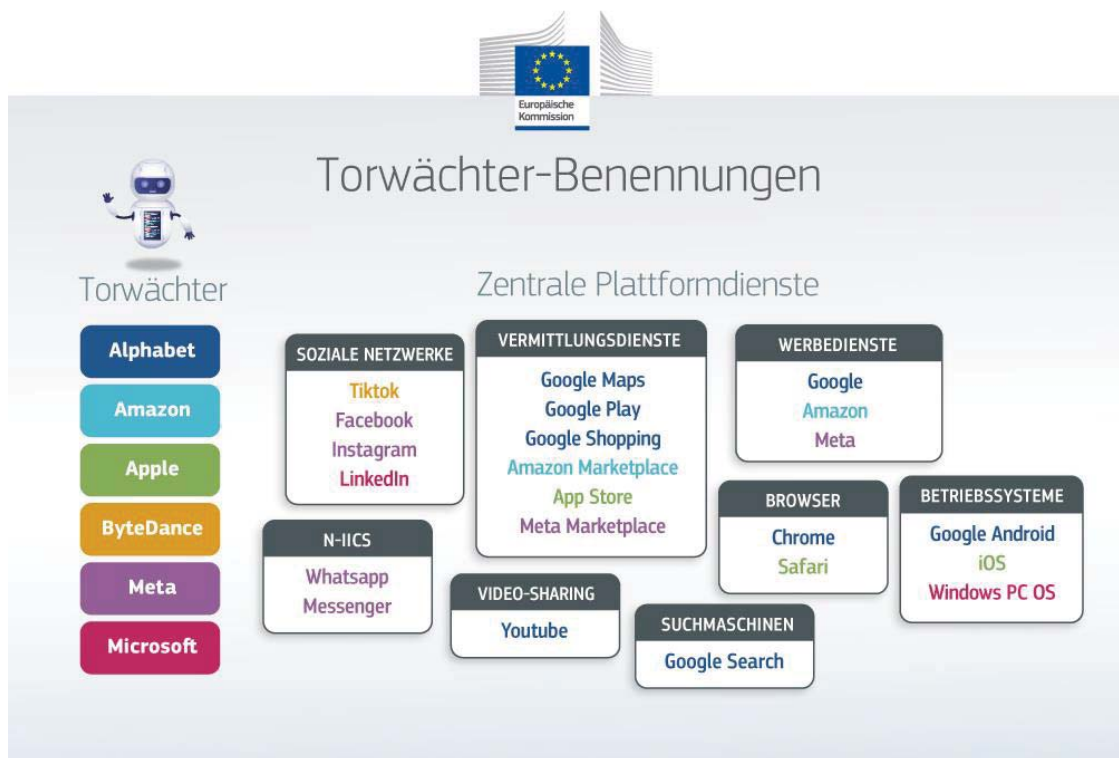 Europäische
Kommission
Torwächter-Benennungen
Torwächter
Zentrale Plattformdienste
Alphabet
Amazon
Apple
ByteDance
Meta
Microsoft
SOZIALE NETZWERKE
Tiktok
Facebook
Instagram
LinkedIn
N-IICS
Whatsapp
Messenger
VERMITTLUNGSDIENSTE
Google Maps
Google Play
Google Shopping
Amazon Marketplace
App Store
Meta Marketplace
VIDEO-SHARING
Youtube
WERBEDIENSTE
Google
Amazon
Meta
BROWSER
Chrome
Safari
SUCHMASCHINEN
Google Search
BETRIEBSSYSTEME
Google Android
iOS
Windows PC OS